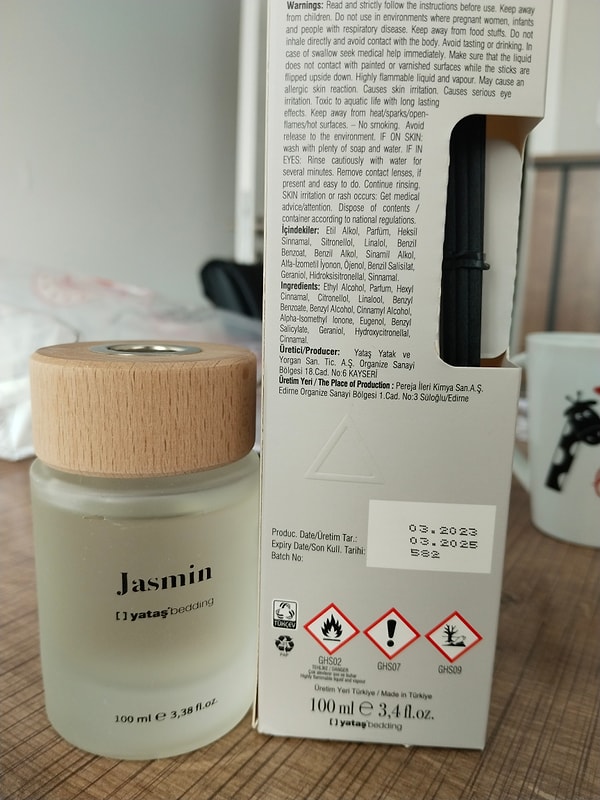 Warnings: Read and strictly follow the instructions before use. Keep away
from children. Do not use in environments where pregnant women, infants
and people with respiratory disease. Keep away from food stuffs. Do not
inhale directly and avoid contact with the body. Avoid tasting or drinking. In
case of swallow seek medical help immediately. Make sure that the liquid
does not contact with painted or varnished surfaces while the sticks are
flipped upside down. Highly flammable liquid and vapour. May cause an
allergic skin reaction. Causes skin irritation. Causes serious eye
irritation. Toxic to aquatic life with long lasting
effects. Keep away from heat/sparks/open-
flames/hot surfaces. – No smoking. Avoid
release to the environment. IF ON SKIN:
wash with plenty of soap and water. IF IN
EYES: Rinse cautiously with water for
several minutes. Remove contact lenses, if
present and easy to do. Continue rinsing.
SKIN irritation or rash occurs: Get medical
advice/attention. Dispose of contents /
container according to national regulations.
İçindekiler: Etil Alkol, Parfüm, Heksil
Sinnamal, Sitronellol, Linalol, Benzil
Benzoat, Benzil Alkol, Sinamil Alkol,
Alfa-İzometil İyonon, Öjenol, Benzil Salisilat,
Geraniol, Hidroksisitronellal, Sinnamal.
Ingredients: Ethyl Alcohol, Parfum, Hexyl
Cinnamal, Citronellol, Linalool, Benzyl
Benzoate, Benzyl Alcohol, Cinnamyl Alcohol,
Alpha-Isomethyl Ionone, Eugenol, Benzyl
Salicylate, Geraniol, Hydroxycitronellal,
Cinnamal.
Üretici/Producer: Yataş Yatak ve
Yorgan San. Tic. A.Ş. Organize Sanayi
Bölgesi 18.Cad. No:6 KAYSERİ
Üretim Yeri / The Place of Production : Pereja İleri Kimya San.A.Ş.
Edirne Organize Sanayi Bölgesi 1.Cad. No:3 Süloğlu/Edirne
Produc. Date/Üretim Tar.: 03.2023
Expiry Date/Son Kull. Tarihi: 03.2025
Batch No: 582
TÜKÇEV
PAP
GHS02
GHS07
GHS09
TEHLİKE / DANGER
Highly flammable liquid and vapour
Üretim Yeri Türkiye / Made in Türkiye
100 ml ℮ 3,4 fl.oz.
[ ] yataş bedding
Jasmin
[ ] yataş bedding
100 ml ℮ 3,38 fl.oz.